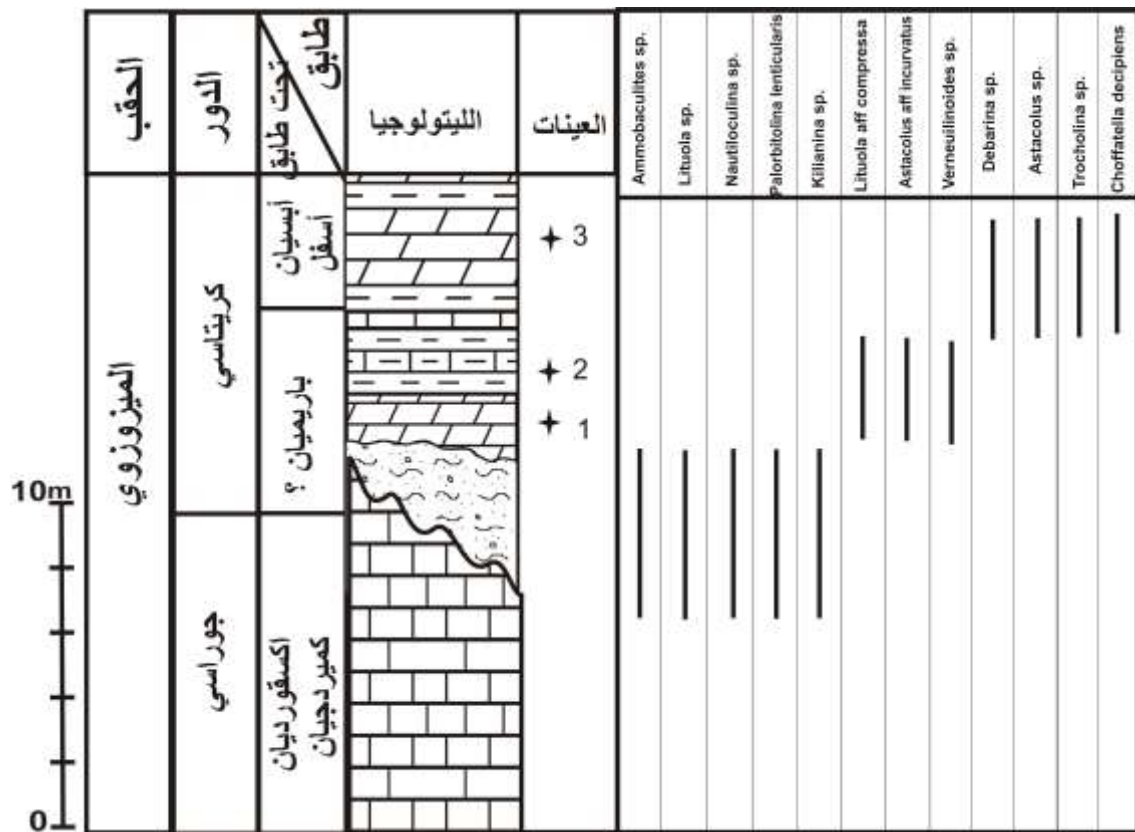 الحقب
الدور
طابق
تحت طابق
الليتولوجيا
العينات
Ammobaculites sp.
Lituola sp.
Nautiloculina sp.
Palorbitolina lenticularis
Kilianina sp.
Lituola aff compressa
Astacolus aff incurvatus
Verneuilinoides sp.
Debarina sp.
Astacolus sp.
Trocholina sp.
Choffatella decipiens
الميزوزوي
كريتاسي
جوراسي
أبسيان
أسفل
باريميان ؟
اكسفورديان
كميردجيان
3
2
1
10m
0